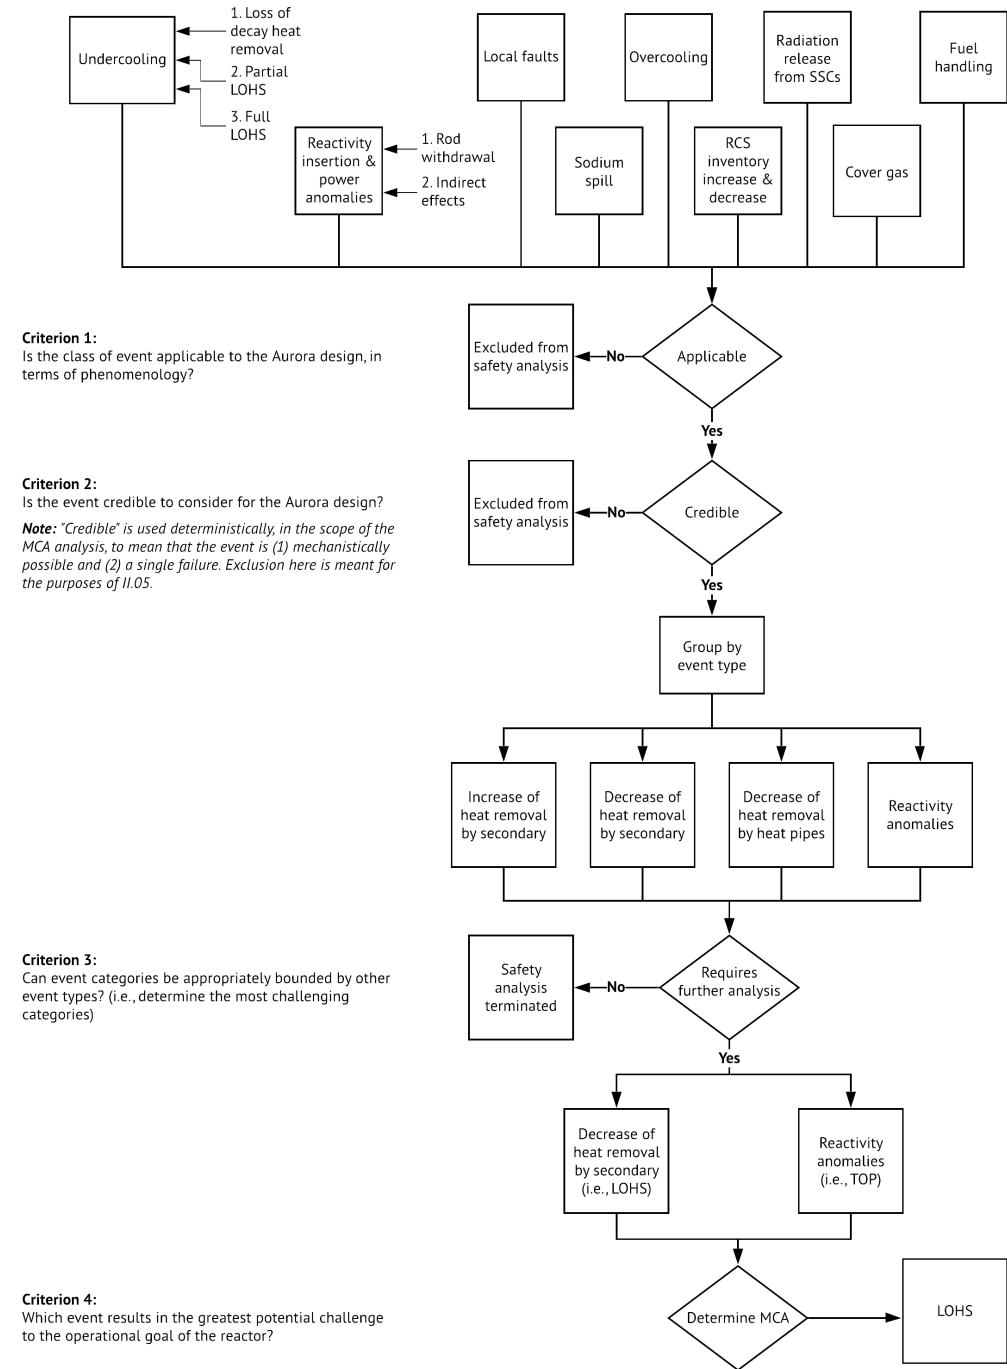 Undercooling
1. Loss of
decay heat
removal
2. Partial
LOHS
3. Full
LOHS
Reactivity
insertion &
power
anomalies
1. Rod
withdrawal
2. Indirect
effects
Local faults
Sodium
spill
Overcooling
RCS
inventory
increase &
decrease
Radiation
release
from SSCs
Cover gas
Fuel
handling
Criterion 1:
Is the class of event applicable to the Aurora design, in
terms of phenomenology?
Excluded from
safety analysis
No
Applicable
Yes
Criterion 2:
Is the event credible to consider for the Aurora design?
Note: "Credible" is used deterministically, in the scope of the
MCA analysis, to mean that the event is (1) mechanistically
possible and (2) a single failure. Exclusion here is meant for
the purposes of II.05.
Excluded from
safety analysis
No
Credible
Yes
Group by
event type
Increase of
heat removal
by secondary
Decrease of
heat removal
by secondary
Decrease of
heat removal
by heat pipes
Reactivity
anomalies
Criterion 3:
Can event categories be appropriately bounded by other
event types? (i.e., determine the most challenging
categories)
Safety
analysis
terminated
No
Requires
further analysis
Yes
Decrease of
heat removal
by secondary
(i.e., LOHS)
Reactivity
anomalies
(i.e., TOP)
Criterion 4:
Which event results in the greatest potential challenge
to the operational goal of the reactor?
Determine MCA
LOHS